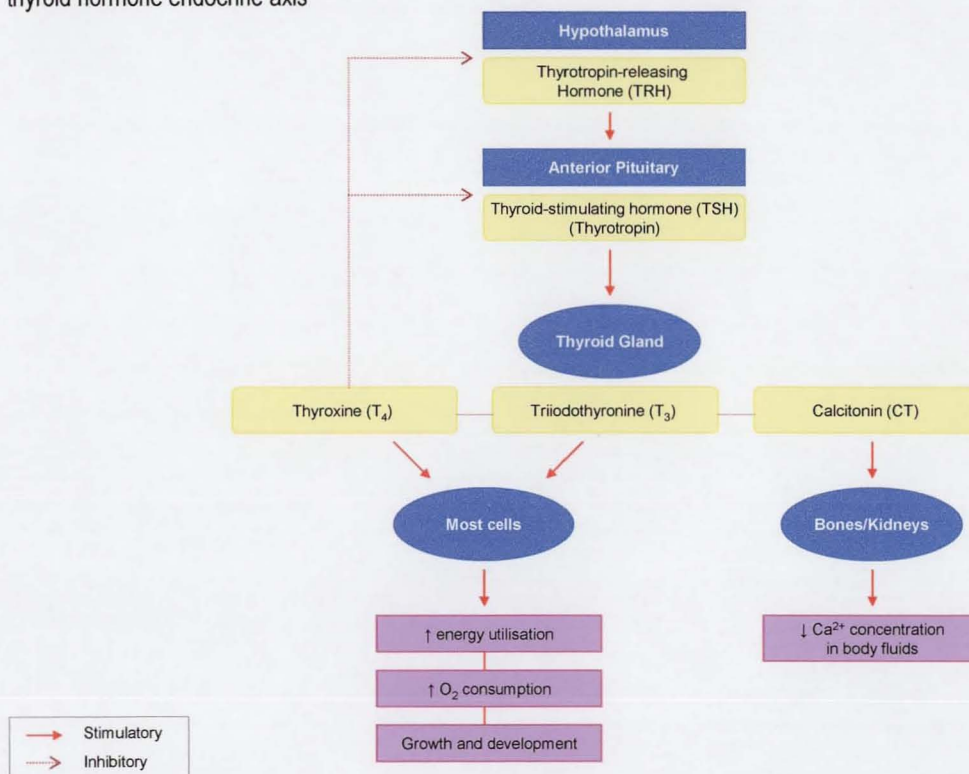 thyroid hormone endocrine axis
Hypothalamus
Thyrotropin-releasing
Hormone (TRH)
Anterior Pituitary
Thyroid-stimulating hormone (TSH)
(Thyrotropin)
Thyroid Gland
Thyroxine (T₄)
Triiodothyronine (T₃)
Calcitonin (CT)
Most cells
Bones/Kidneys
↑ energy utilisation
↓ Ca²⁺ concentration
in body fluids
↑ O₂ consumption
Growth and development
Stimulatory
Inhibitory